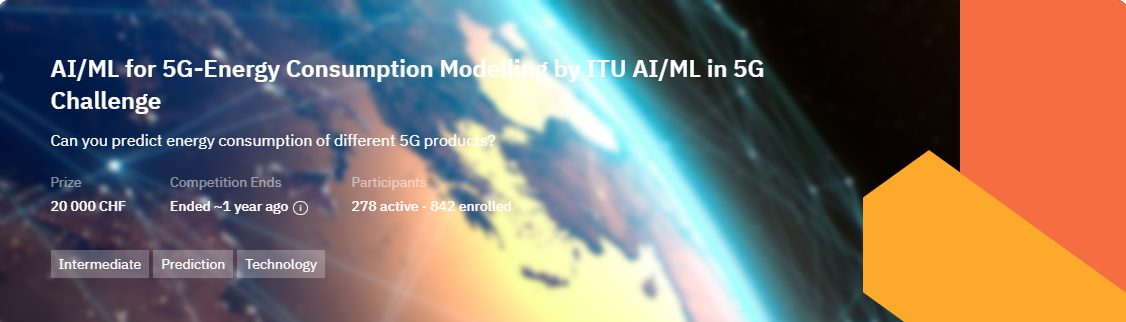 AI/ML for 5G-Energy Consumption Modelling by ITU AI/ML in 5G
Challenge
Can you predict energy consumption of different 5G products?
Prize
Competition Ends
Participants
20 000 CHF
Ended ~1 year ago
278 active · 842 enrolled
Intermediate
Prediction
Technology